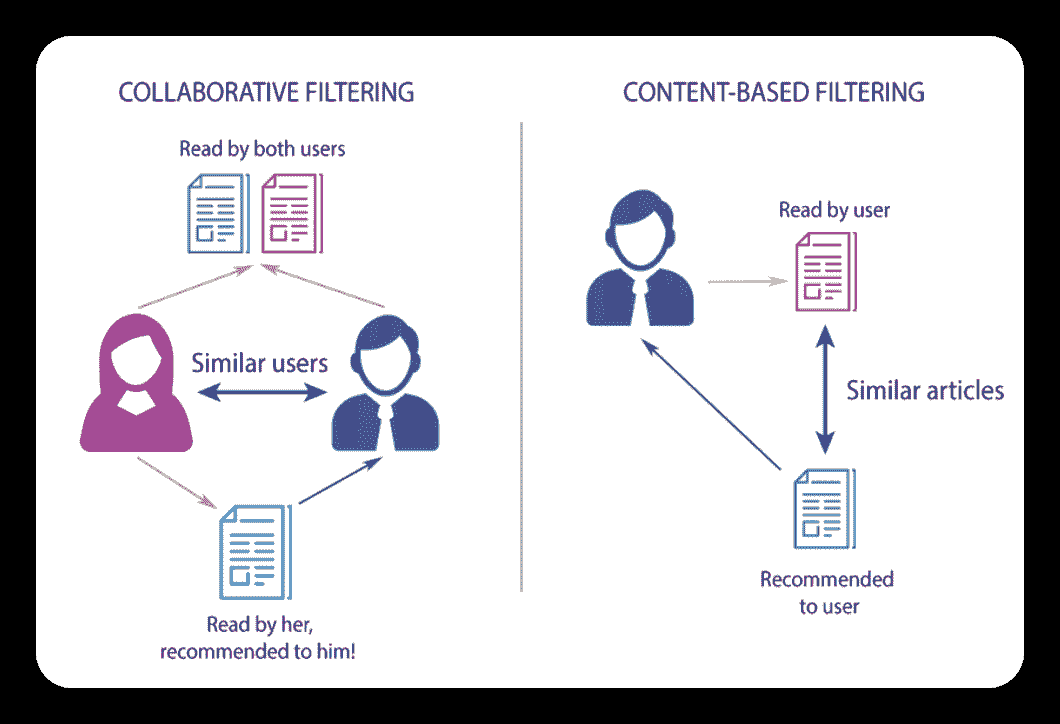 COLLABORATIVE FILTERING
Read by both users
Similar users
Read by her,
recommended to him!
CONTENT-BASED FILTERING
Read by user
Similar articles
Recommended
to user